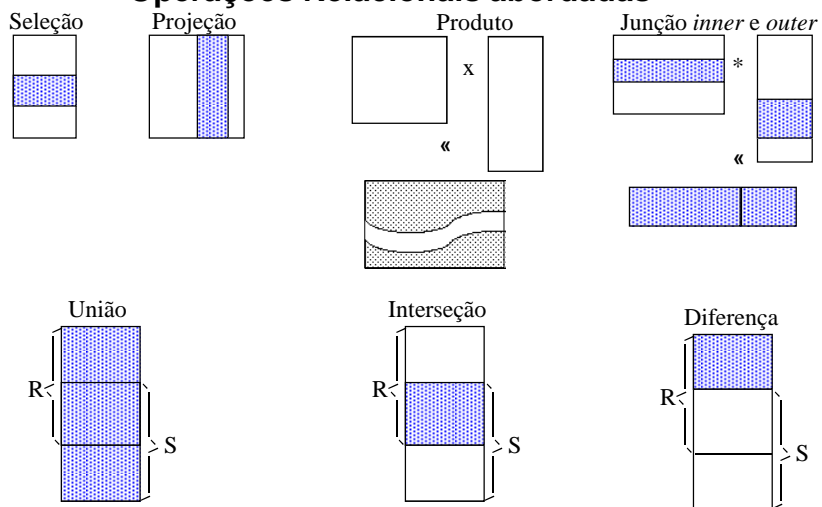 Operações Relacionais abordadas
Seleção Projeção Produto Junção inner e outer
x *
«
«
União Interseção Diferença
R R R
S S S